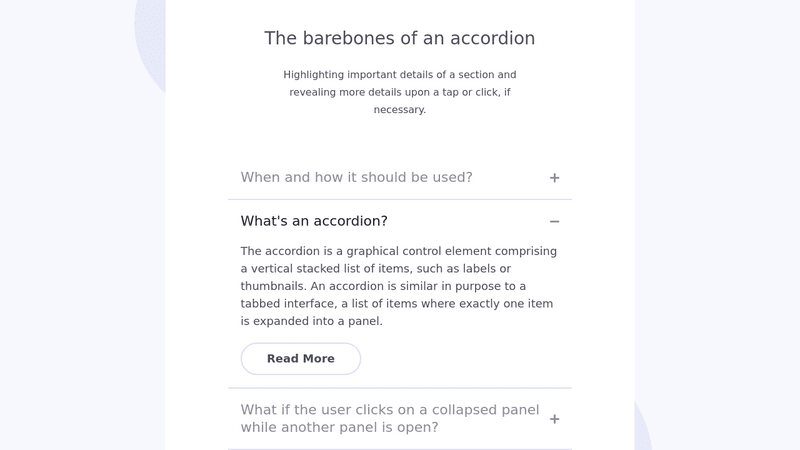 The barebones of an accordion
Highlighting important details of a section and
revealing more details upon a tap or click, if
necessary.
When and how it should be used?
What's an accordion?
The accordion is a graphical control element comprising
a vertical stacked list of items, such as labels or
thumbnails. An accordion is similar in purpose to a
tabbed interface, a list of items where exactly one item
is expanded into a panel.
Read More
What if the user clicks on a collapsed panel
while another panel is open?